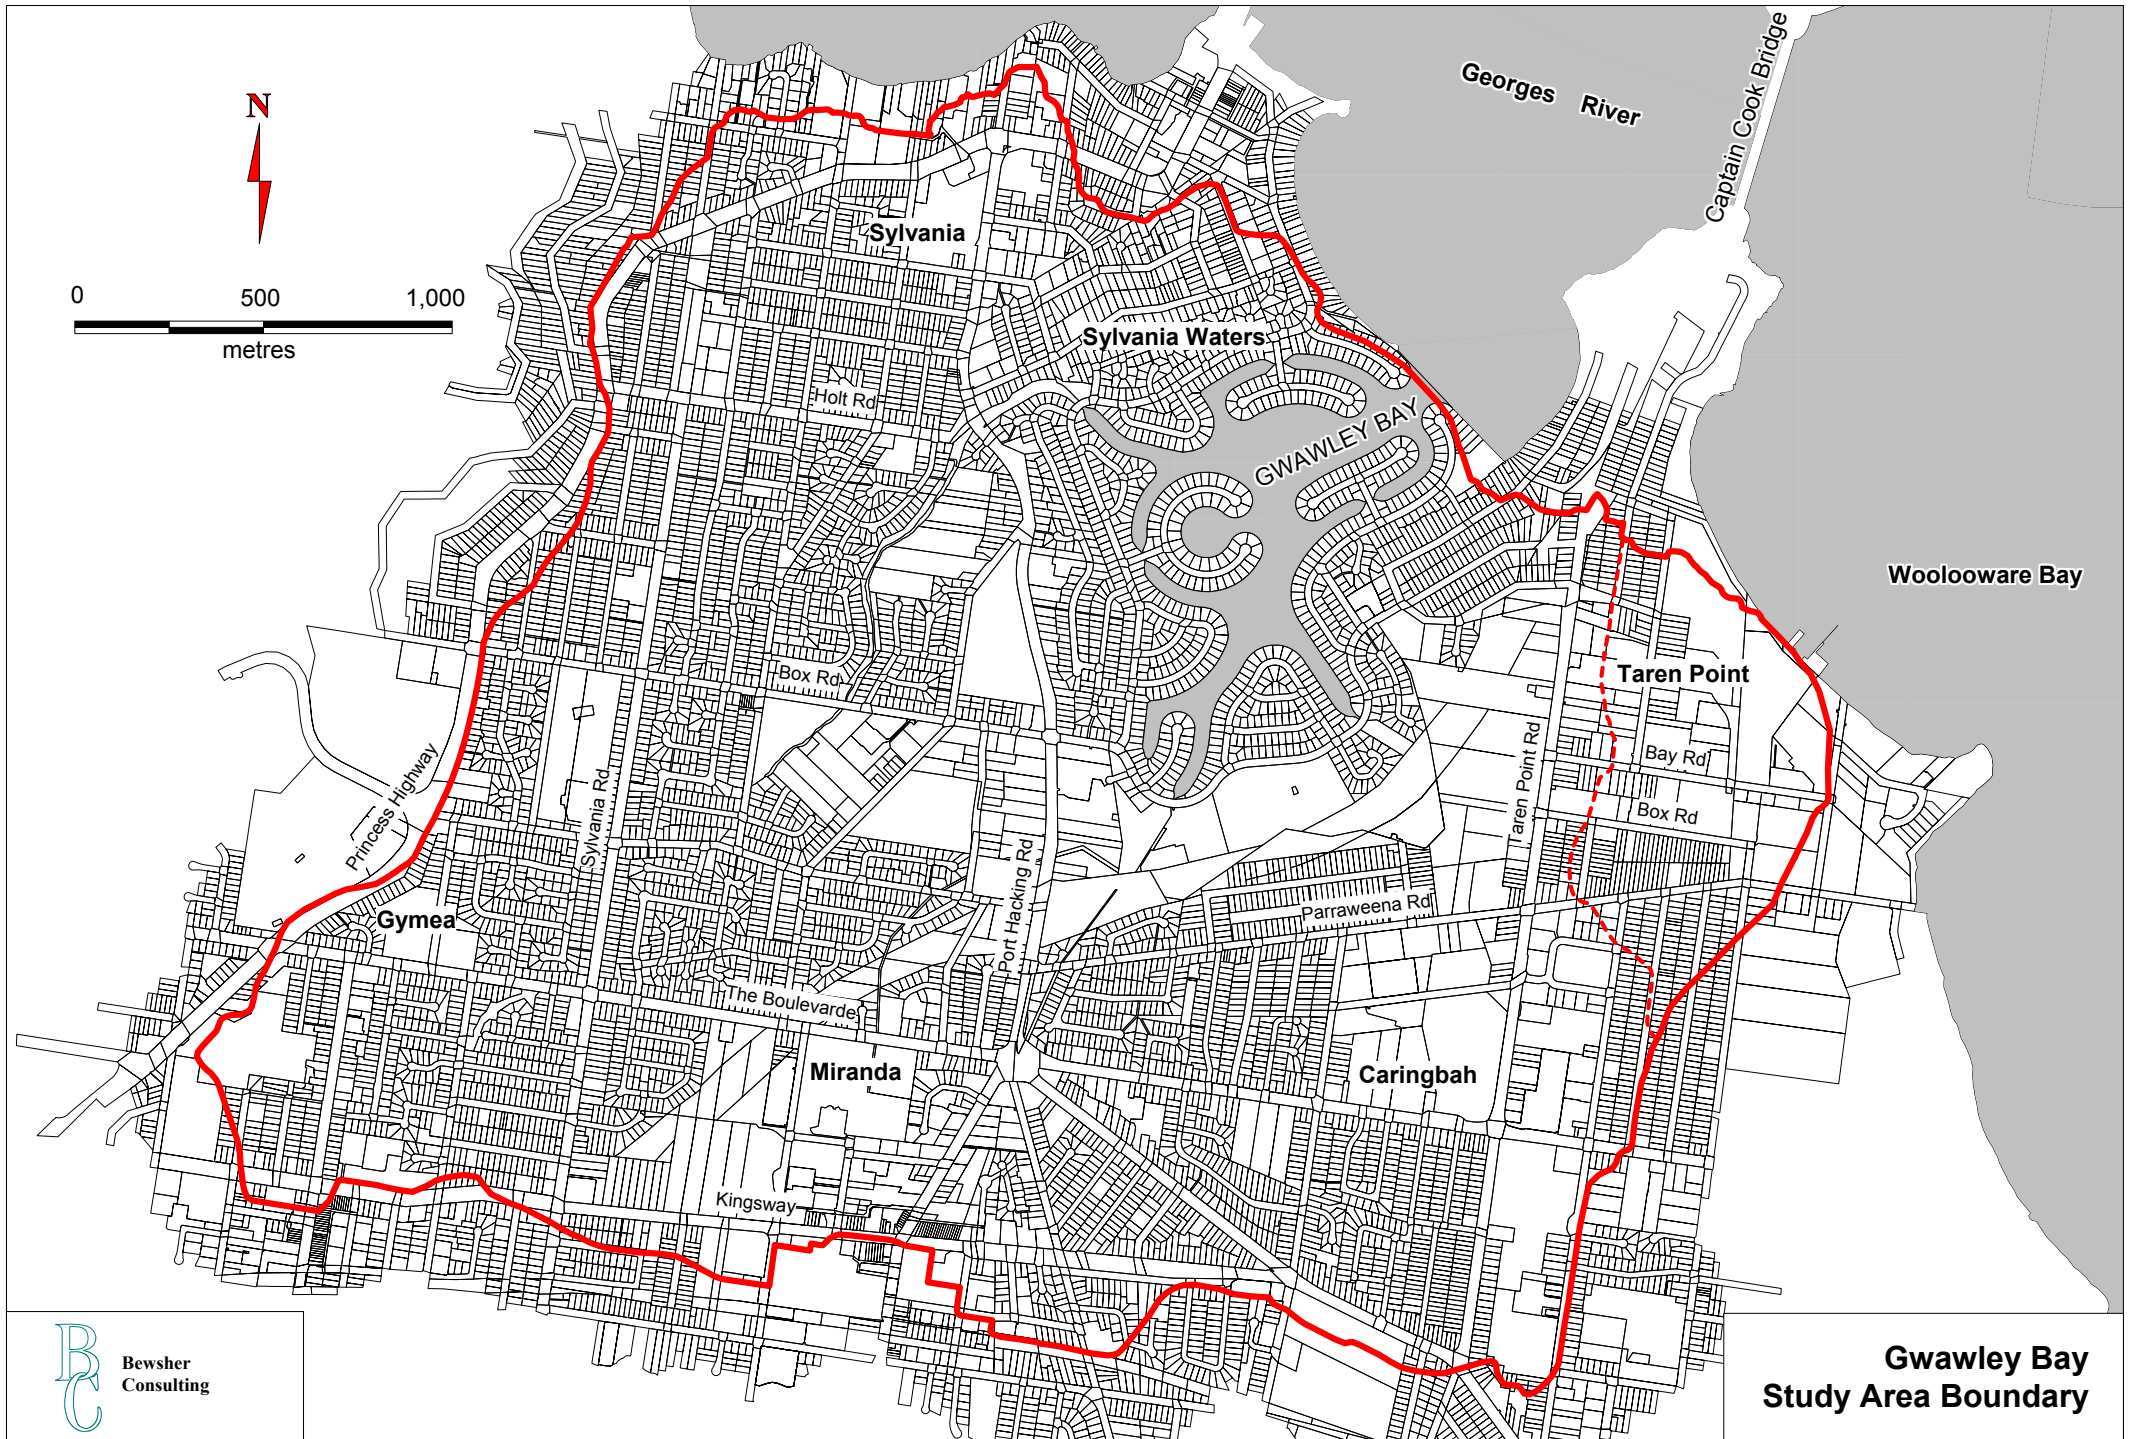 N
0 500 1,000
metres
Georges River
Captain Cook Bridge
Sylvania
Sylvania Waters
Holt Rd
GWAWLEY BAY
Woolooware Bay
Taren Point
Box Rd
Bay Rd
Taren Point Rd
Box Rd
Princess Highway
Sylvania Rd
Port Hacking Rd
Parraweena Rd
Gymea
The Boulevarde
Miranda
Caringbah
Kingsway
BC
Bewsher
Consulting
Gwawley Bay
Study Area Boundary